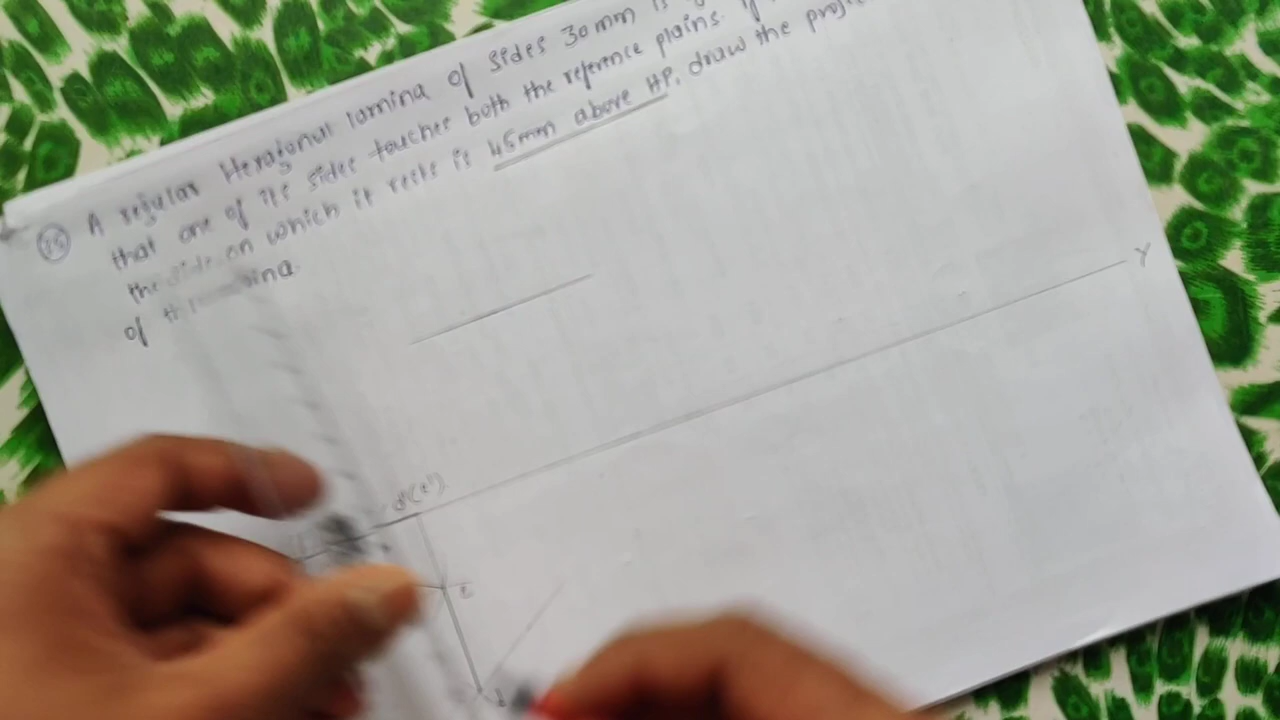 25 A regular Hexagonal lamina of sides 30mm is
that one of its sides touches both the reference plains. If
the side on which it rests is 45mm above HP, draw the
of the lamina.
Y
d'(e')
e
d